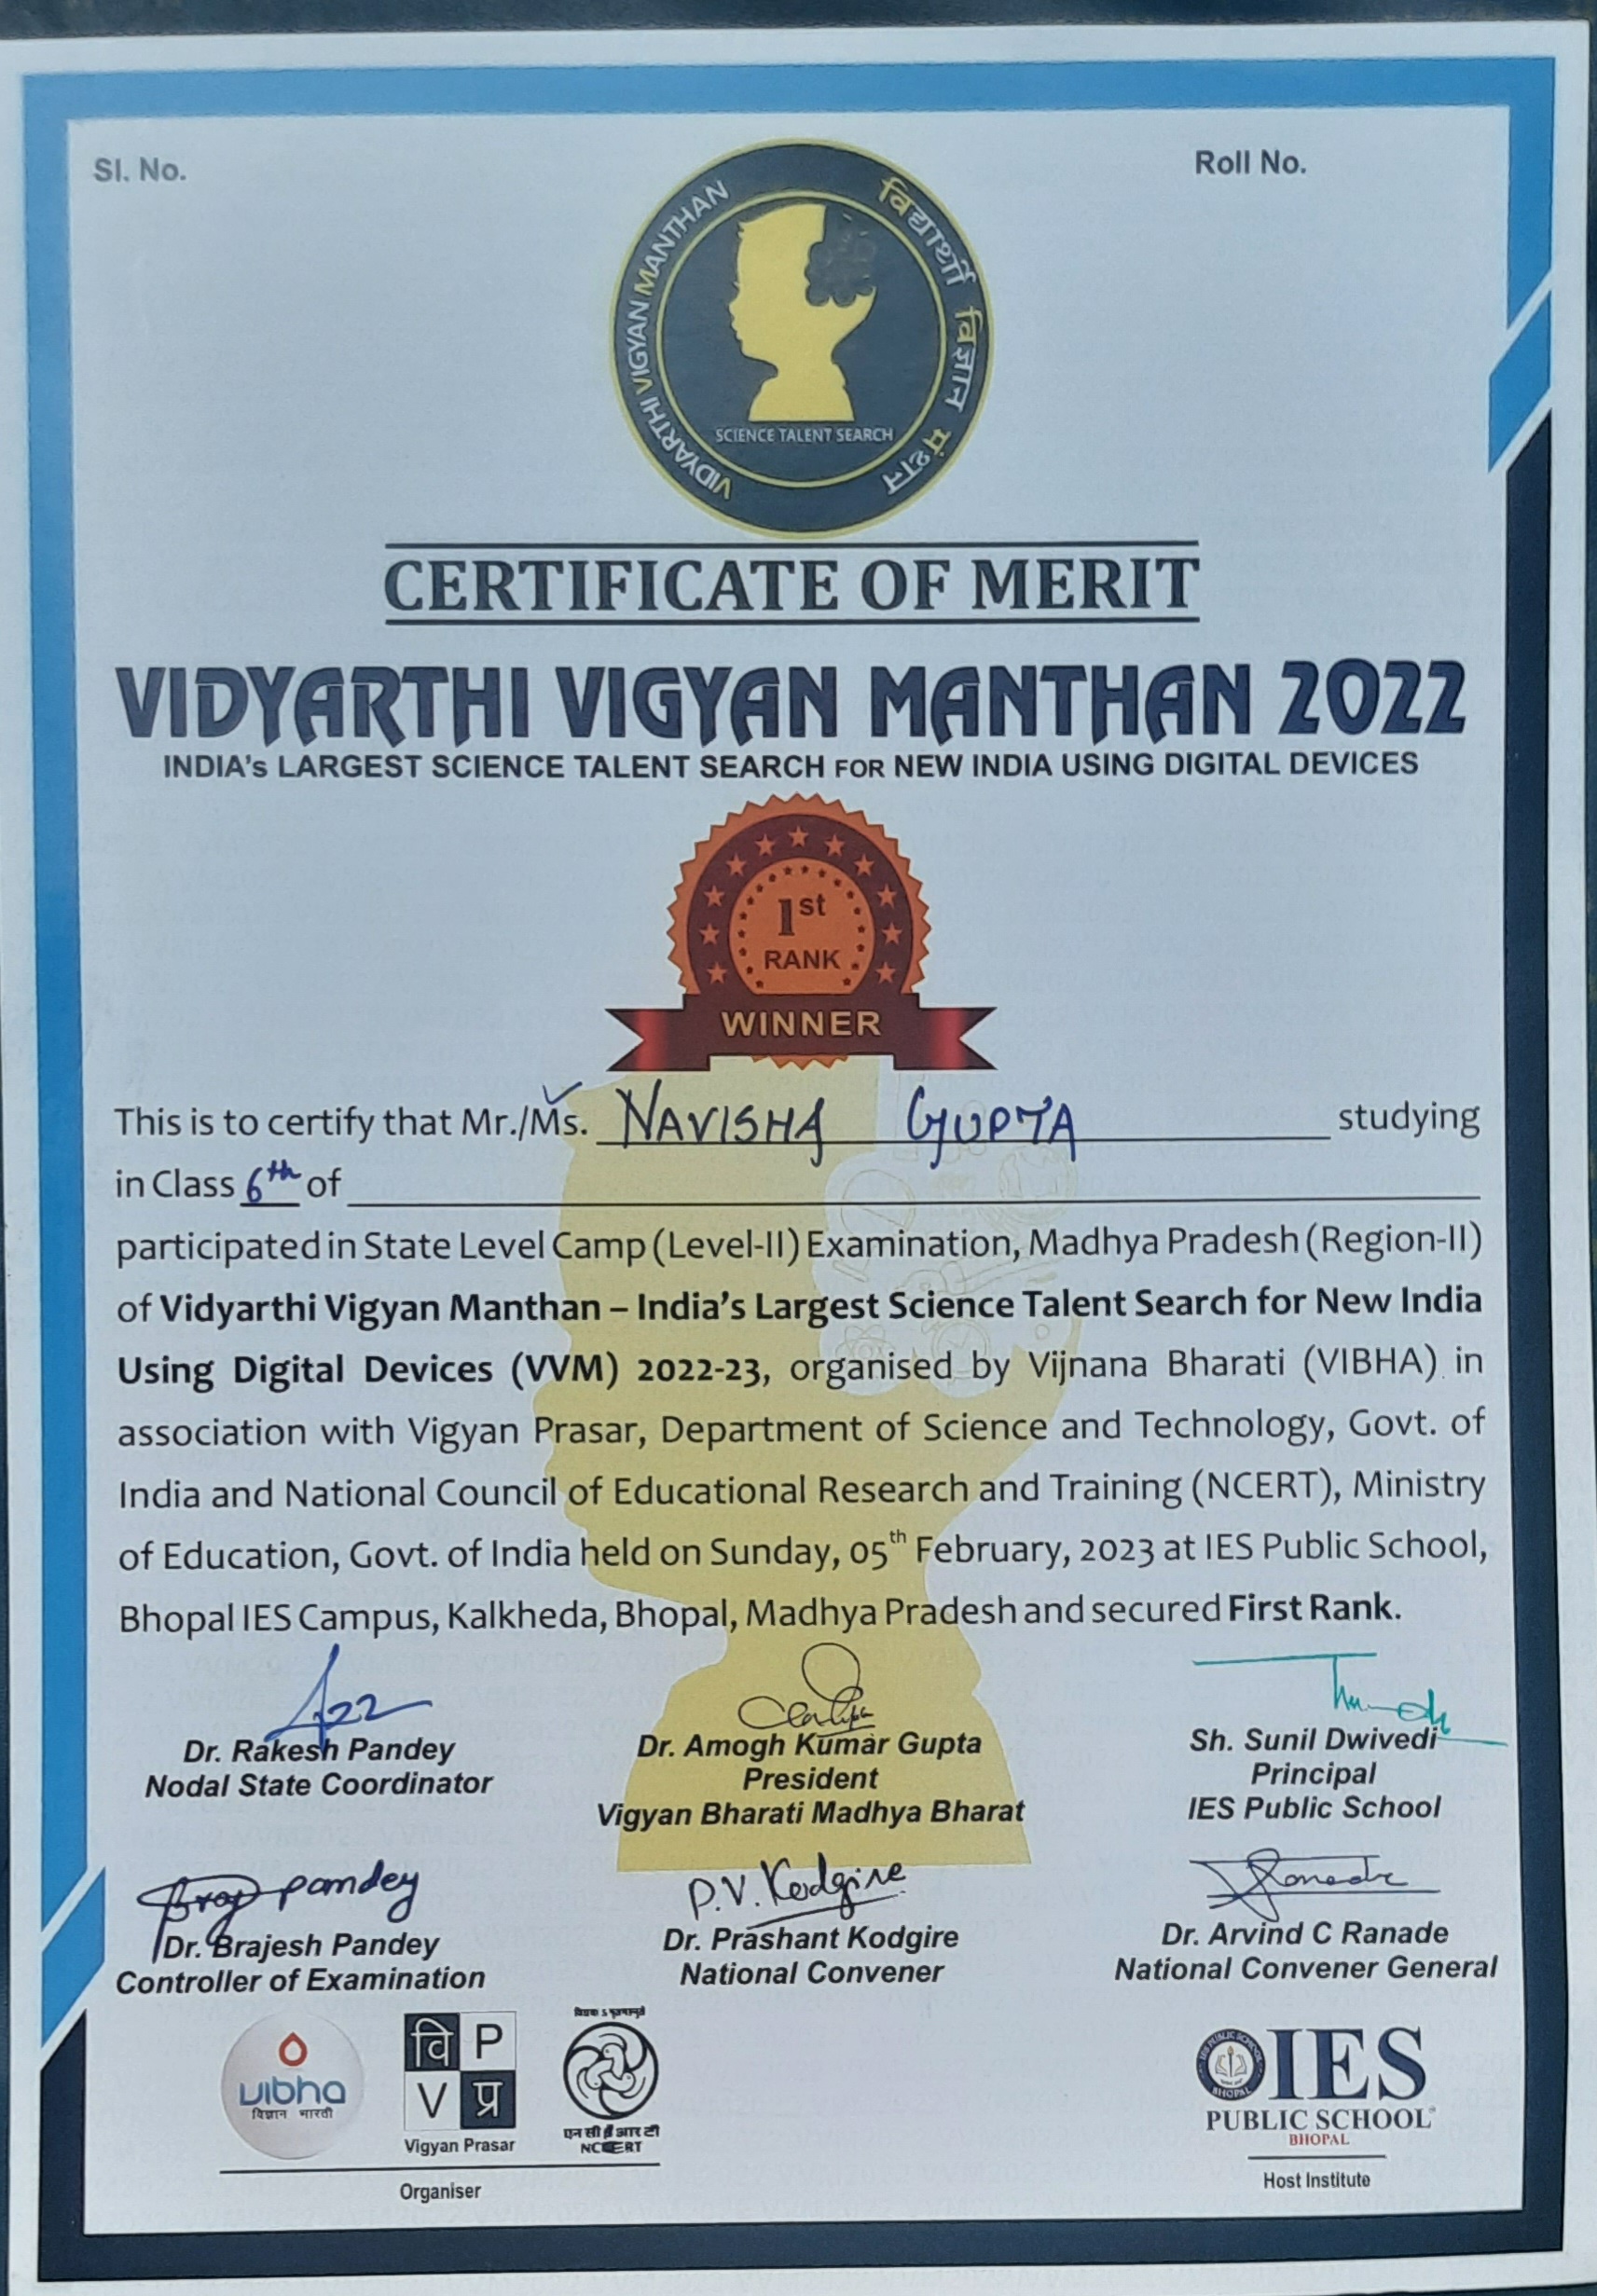 Sl. No.
Roll No.
VIDYARTHI VIGYAN MANTHAN
विद्यार्थी विज्ञान मंथन
SCIENCE TALENT SEARCH
CERTIFICATE OF MERIT
VIDYARTHI VIGYAN MANTHAN 2022
INDIA's LARGEST SCIENCE TALENT SEARCH FOR NEW INDIA USING DIGITAL DEVICES
1st
RANK
WINNER
This is to certify that Mr./Ms. NAVISHA GUPTA studying
in Class 6th of
participated in State Level Camp (Level-II) Examination, Madhya Pradesh (Region-II)
of Vidyarthi Vigyan Manthan – India's Largest Science Talent Search for New India
Using Digital Devices (VVM) 2022-23, organised by Vijnana Bharati (VIBHA) in
association with Vigyan Prasar, Department of Science and Technology, Govt. of
India and National Council of Educational Research and Training (NCERT), Ministry
of Education, Govt. of India held on Sunday, 05th February, 2023 at IES Public School,
Bhopal IES Campus, Kalkheda, Bhopal, Madhya Pradesh and secured First Rank.
Dr. Rakesh Pandey
Nodal State Coordinator
Dr. Amogh Kumar Gupta
President
Vigyan Bharati Madhya Bharat
Sh. Sunil Dwivedi
Principal
IES Public School
pandey
Dr. Brajesh Pandey
Controller of Examination
P.V. Kodgire
Dr. Prashant Kodgire
National Convener
Ranade
Dr. Arvind C Ranade
National Convener General
vibha
विज्ञान भारती
वि P
V प्र
Vigyan Prasar
एन सी ई आर टी
NCERT
Organiser
IES PUBLIC SCHOOL
BHOPAL
IES
PUBLIC SCHOOL
BHOPAL
Host Institute